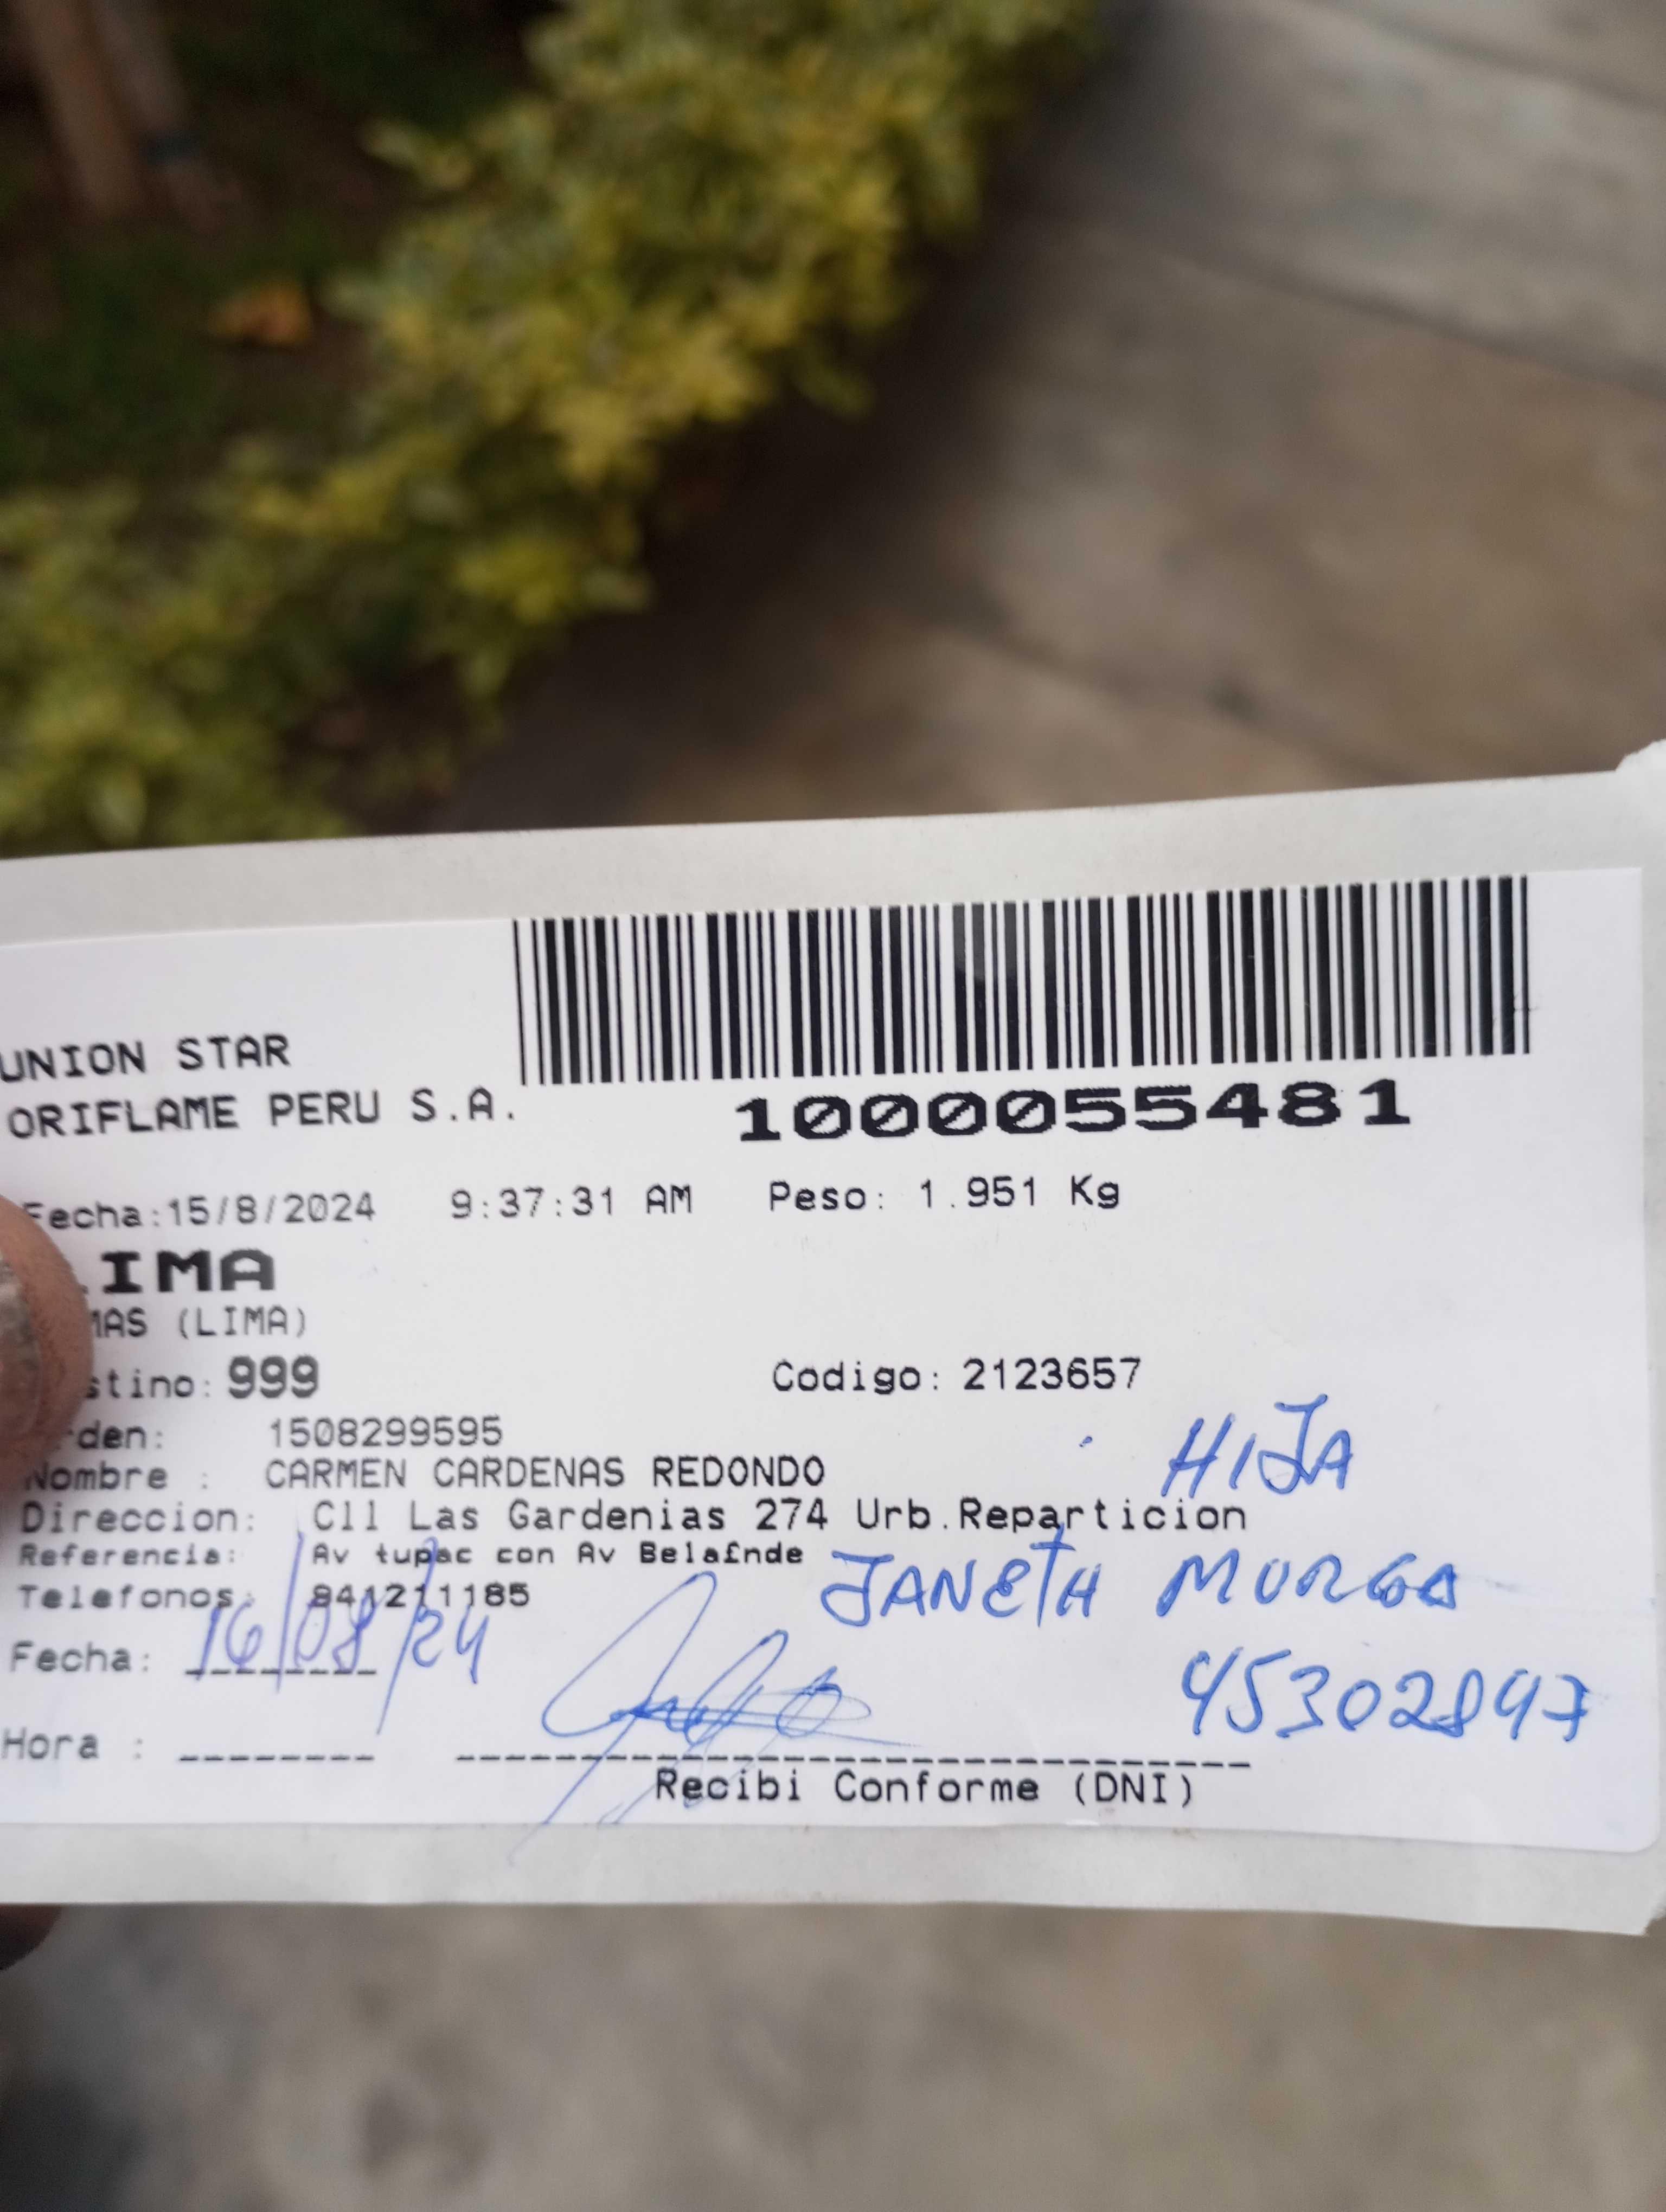 UNION STAR
ORIFLAME PERU S.A.
1000055481
Fecha:15/8/2024 9:37:31 AM Peso: 1.951 Kg
IMA
MAS (LIMA)
stino: 999 Codigo: 2123657
rden: 1508299595
HIJA
Nombre : CARMEN CARDENAS REDONDO
Direccion: Cll Las Gardenias 274 Urb.Reparticion
Referencia: Av tupac con Av Belafnde
JANETH MURGA
Telefonos: 941211185
Fecha: 16/08/24
45302847
Hora :
Recibi Conforme (DNI)